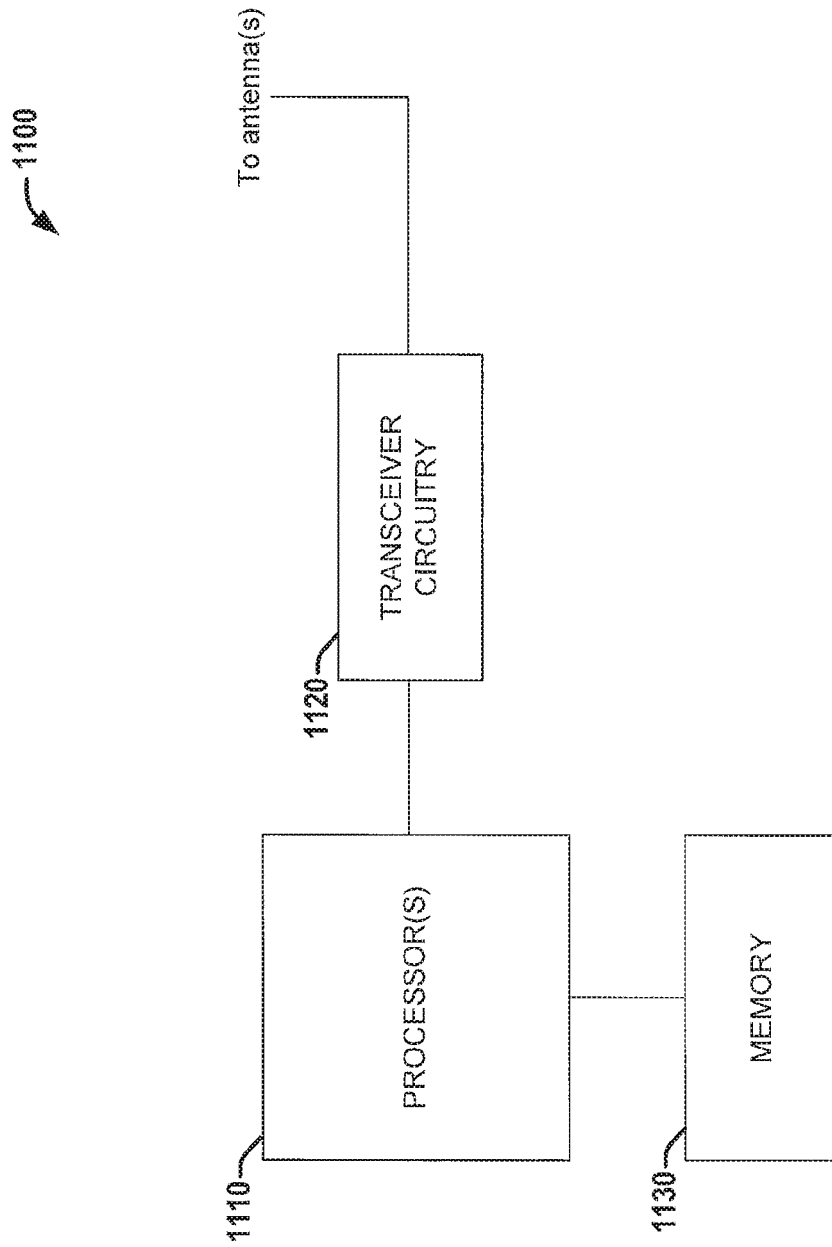 1100
To antenna(s)
1120
TRANSCEIVER
CIRCUITRY
1110
PROCESSOR(S)
1130
MEMORY